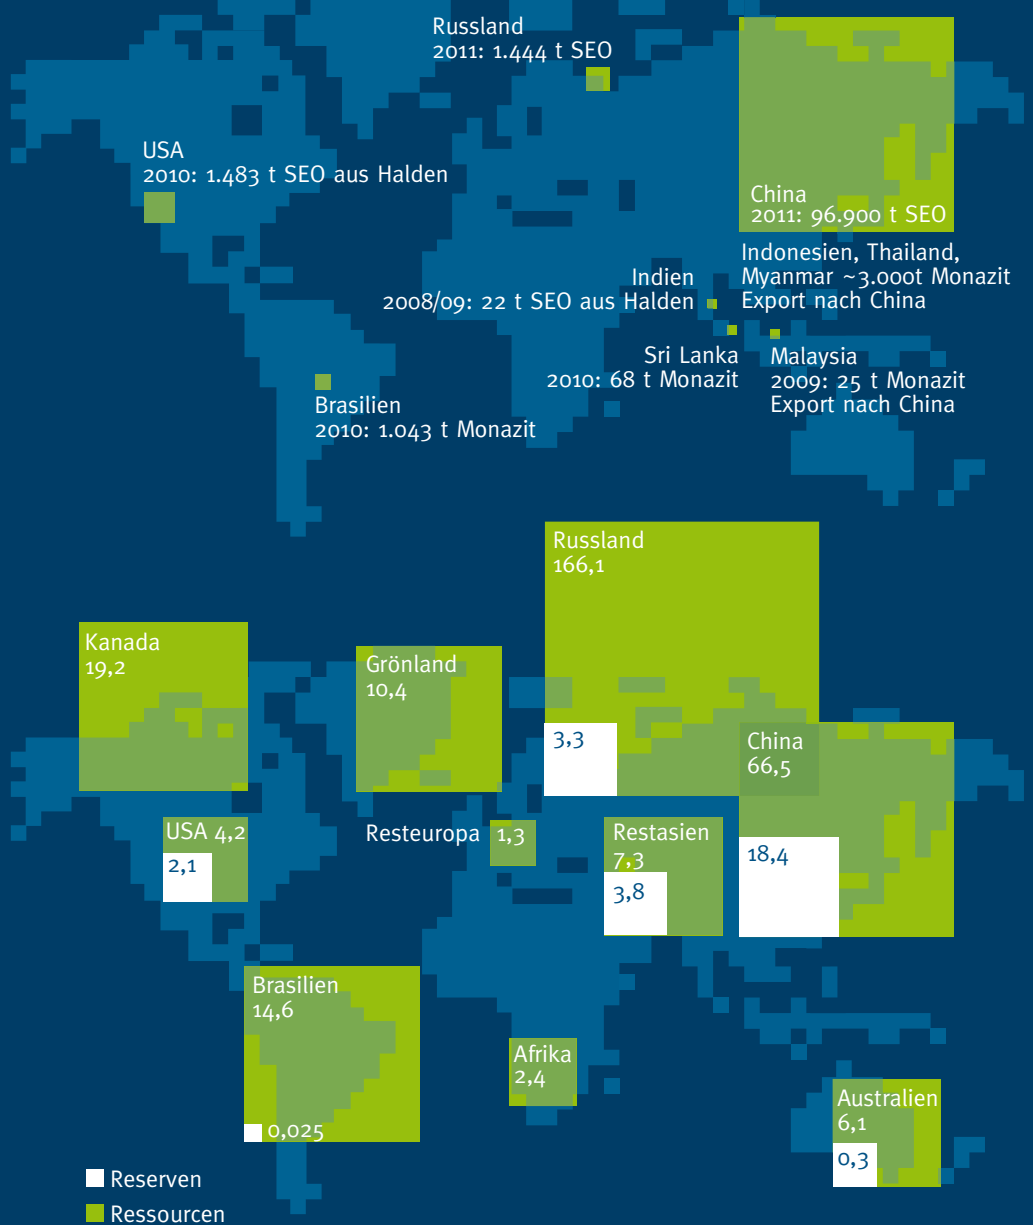 Russland
2011: 1.444 t SEO
USA
2010: 1.483 t SEO aus Halden
China
2011: 96.900 t SEO
Indonesien, Thailand,
Myanmar ~3.000t Monazit
Export nach China
Indien
2008/09: 22 t SEO aus Halden
Sri Lanka
2010: 68 t Monazit
Malaysia
2009: 25 t Monazit
Export nach China
Brasilien
2010: 1.043 t Monazit
Russland
166,1
3,3
Kanada
19,2
Grönland
10,4
China
66,5
18,4
USA 4,2
2,1
Resteuropa 1,3
Restasien
7,3
3,8
Brasilien
14,6
0,025
Afrika
2,4
Australien
6,1
0,3
Reserven
Ressourcen